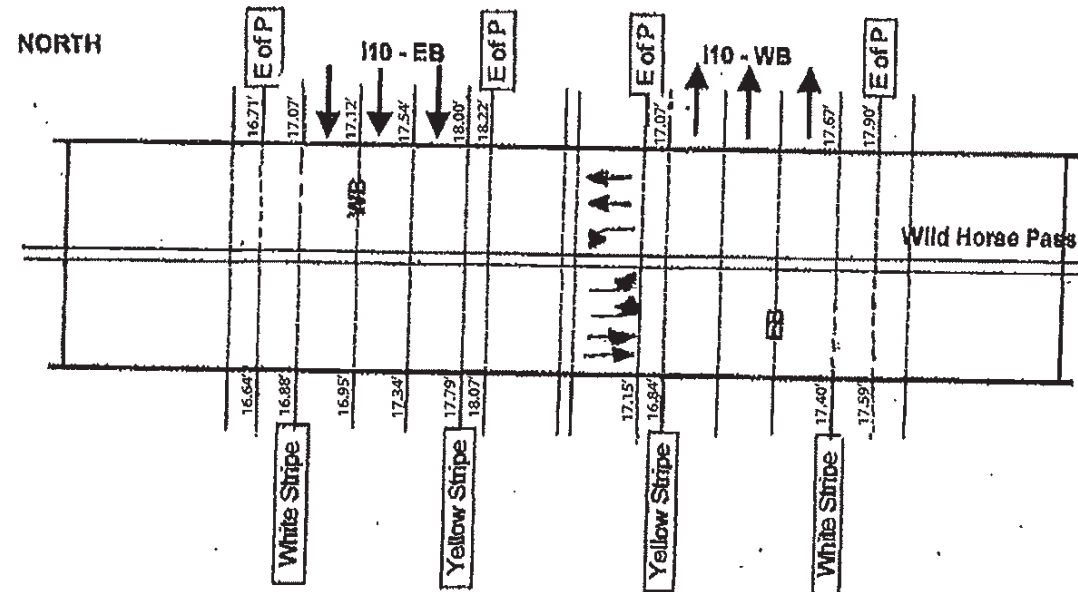 NORTH
E of P
I10 - EB
E of P
E of P
I10 - WB
E of P
16.71'
17.07'
17.12'
17.54'
18.00'
18.22'
17.07'
17.67'
17.90'
WB
Wild Horse Pass
EB
16.64'
16.88'
16.95'
17.34'
17.79'
18.07'
17.15'
16.84'
17.40'
17.59'
White Stripe
Yellow Stripe
Yellow Stripe
White Stripe